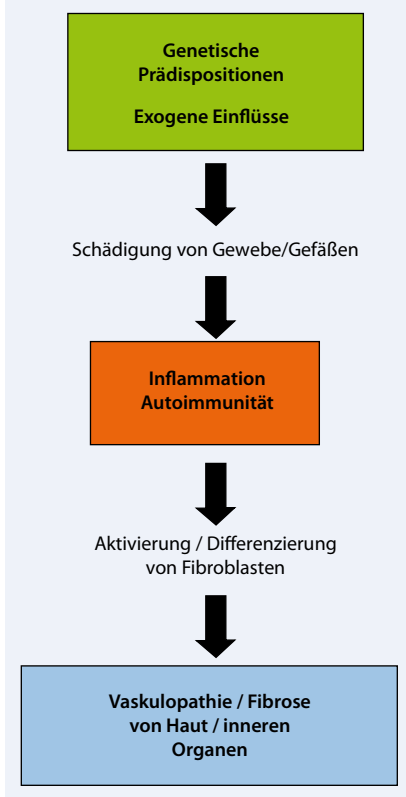 Genetische
Prädispositionen
Exogene Einflüsse
Schädigung von Gewebe/Gefäßen
Inflammation
Autoimmunität
Aktivierung / Differenzierung
von Fibroblasten
Vaskulopathie / Fibrose
von Haut / inneren
Organen